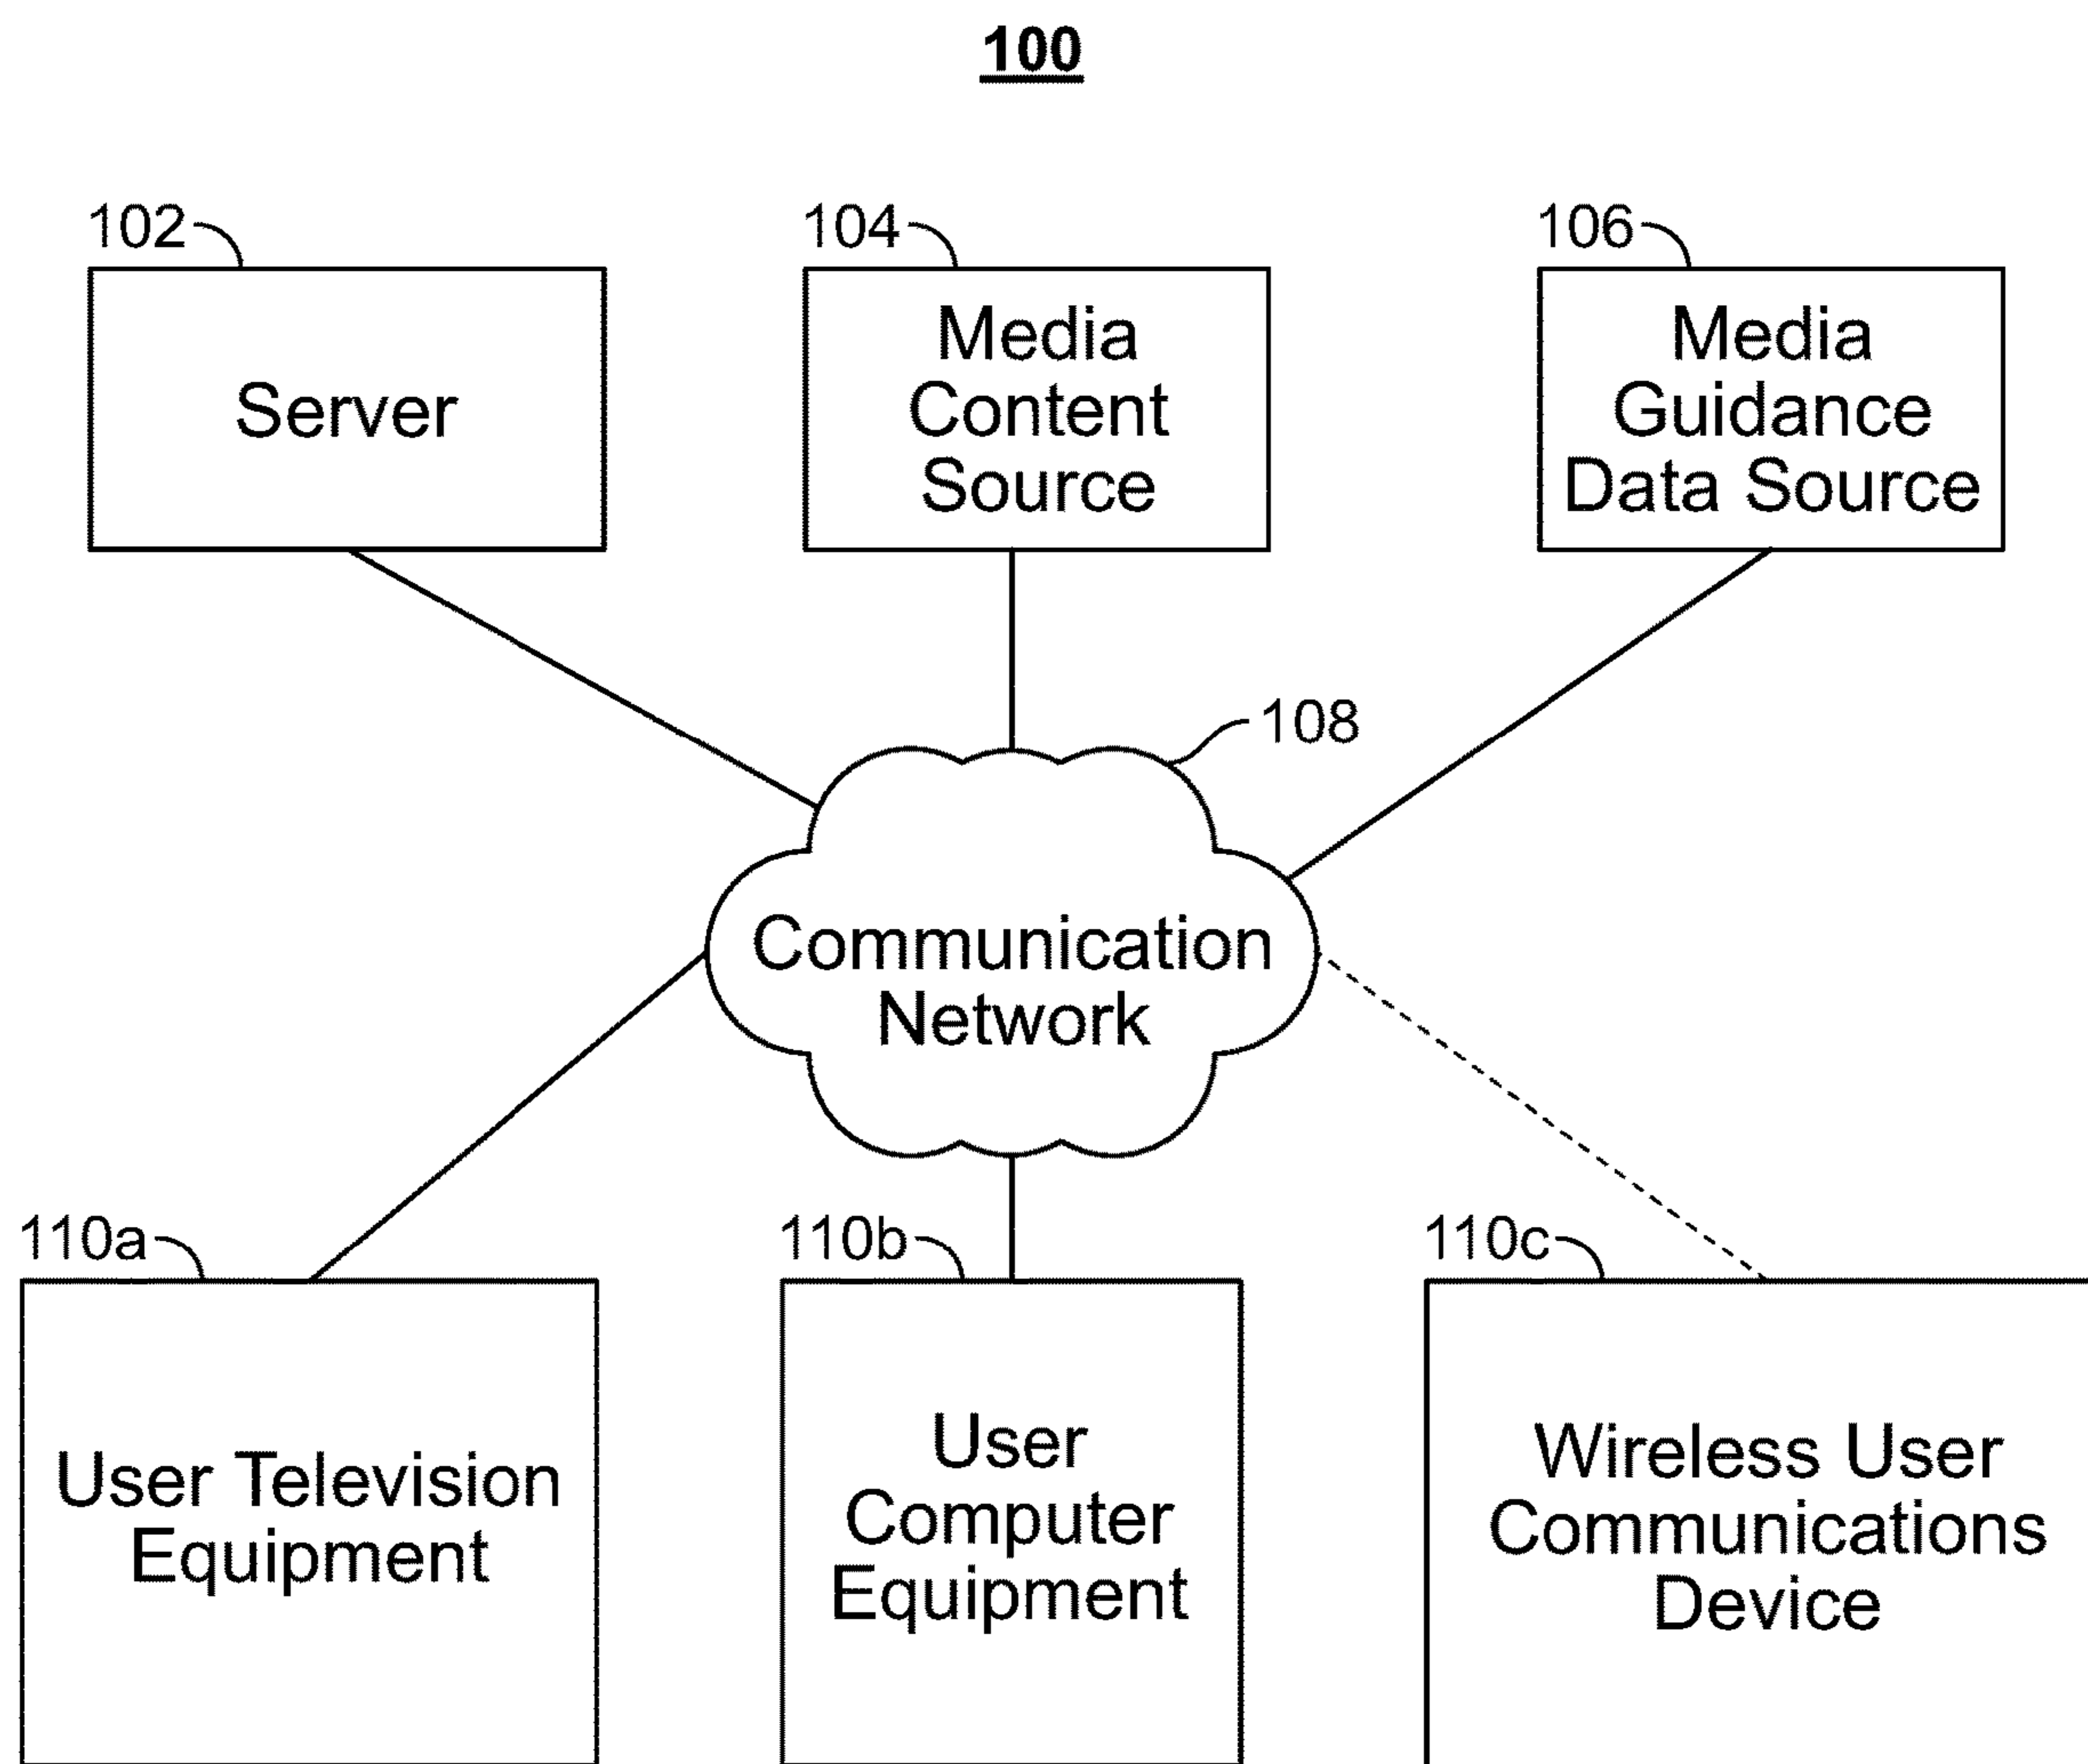 100
102
104
106
Server
Media
Content
Source
Media
Guidance
Data Source
108
Communication
Network
110a
110b
110c
User Television
Equipment
User
Computer
Equipment
Wireless User
Communications
Device